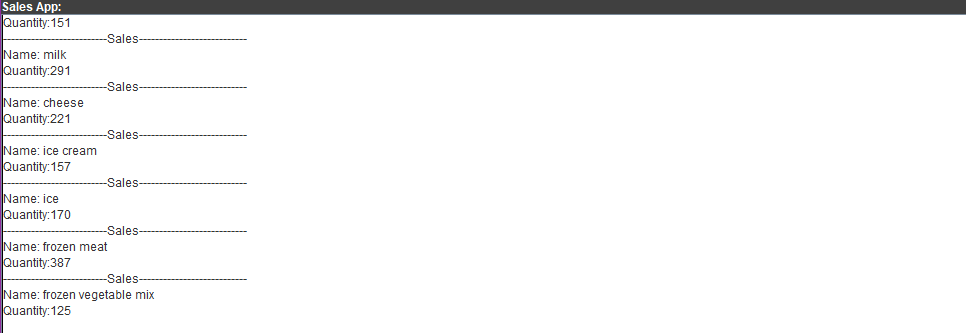 Sales App:
Quantity:151
--------------------------Sales--------------------------
Name: milk
Quantity:291
--------------------------Sales--------------------------
Name: cheese
Quantity:221
--------------------------Sales--------------------------
Name: ice cream
Quantity:157
--------------------------Sales--------------------------
Name: ice
Quantity:170
--------------------------Sales--------------------------
Name: frozen meat
Quantity:387
--------------------------Sales--------------------------
Name: frozen vegetable mix
Quantity:125